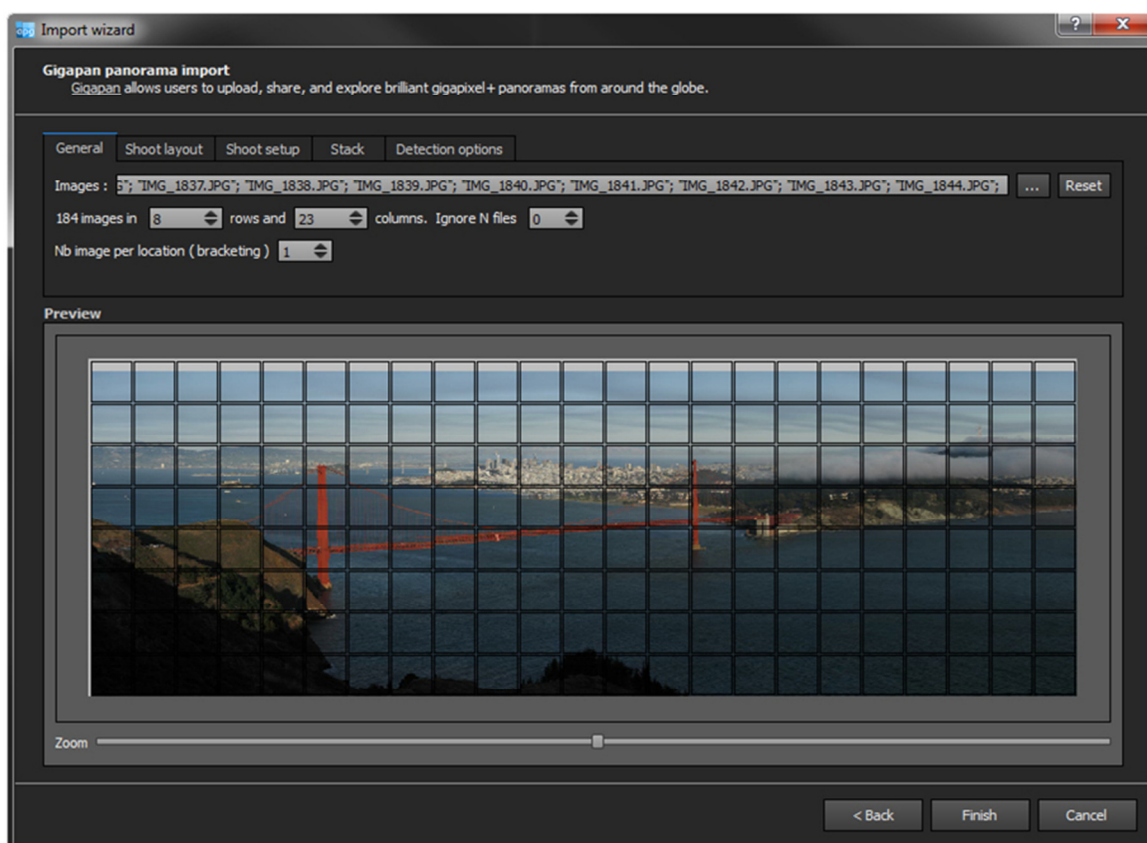 Import wizard
Gigapan panorama import
Gigapan allows users to upload, share, and explore brilliant gigapixel+ panoramas from around the globe.
General Shoot layout Shoot setup Stack Detection options
Images : G"; "IMG_1837.JPG"; "IMG_1838.JPG"; "IMG_1839.JPG"; "IMG_1840.JPG"; "IMG_1841.JPG"; "IMG_1842.JPG"; "IMG_1843.JPG"; "IMG_1844.JPG"; ... Reset
184 images in 8 rows and 23 columns. Ignore N files 0
Nb image per location ( bracketing ) 1
Preview
Zoom
< Back Finish Cancel